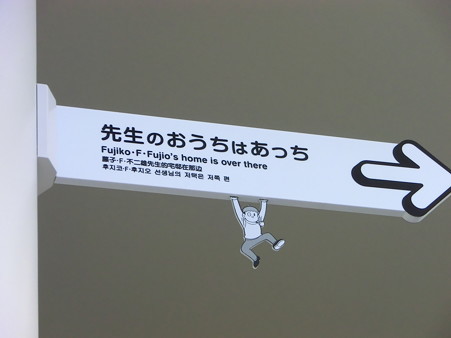 先生のおうちはあっち
Fujiko・F・Fujio's home is over there
藤子・F・不二雄先生的宅邸在那边
후지코・F・후지오 선생님의 저택은 저쪽 편